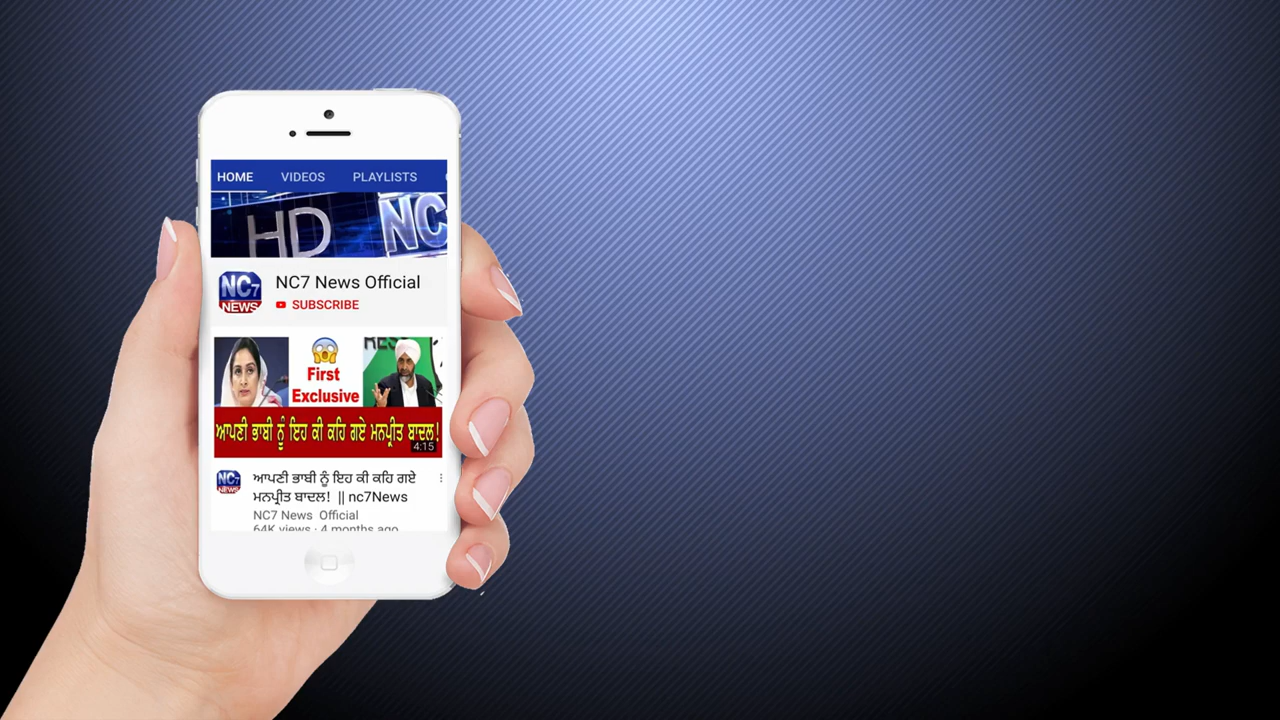 HOME VIDEOS PLAYLISTS
HD NC
NC7 News Official
NC7
NEWS
SUBSCRIBE
RES
First
Exclusive
ਆਪਣੀ ਭਾਬੀ ਨੂੰ ਇਹ ਕੀ ਕਹਿ ਗਏ ਮਨਪ੍ਰੀਤ ਬਾਦਲ!
4:15
NC7
NEWS
ਆਪਣੀ ਭਾਬੀ ਨੂੰ ਇਹ ਕੀ ਕਹਿ ਗਏ
ਮਨਪ੍ਰੀਤ ਬਾਦਲ! || nc7News
NC7 News Official
64K views · 4 months ago